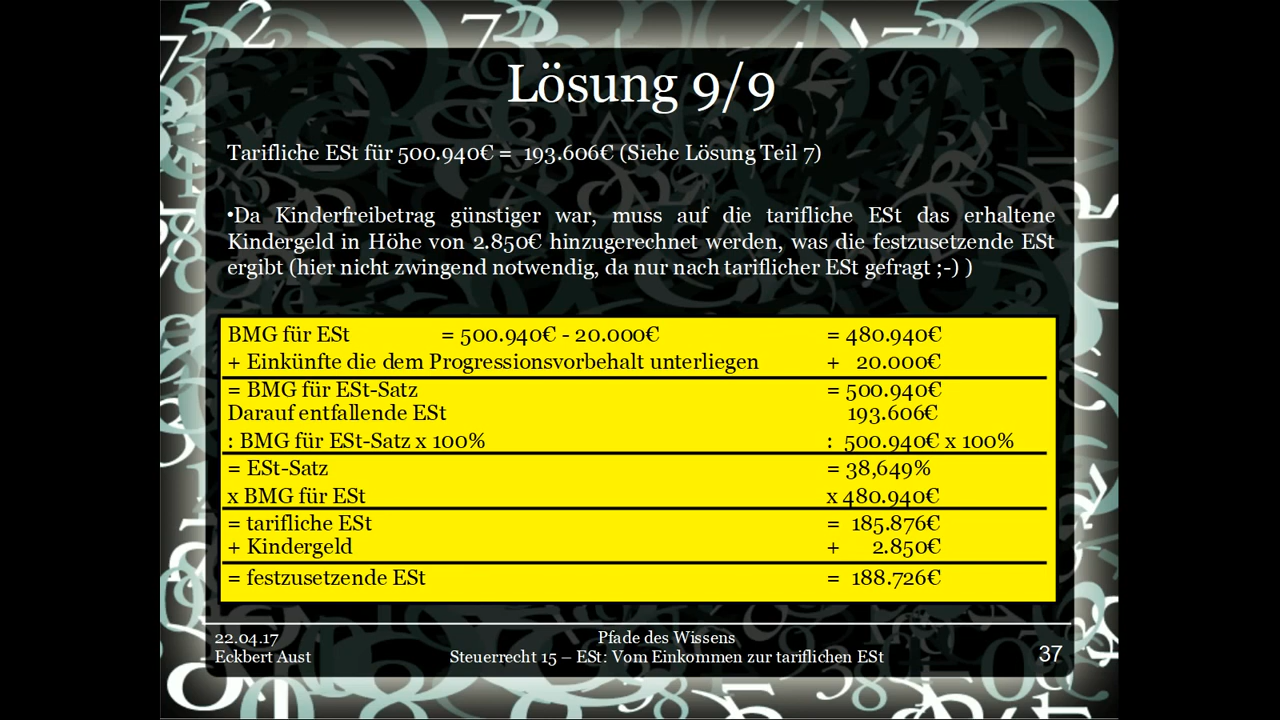 Lösung 9/9
Tarifliche ESt für 500.940€ = 193.606€ (Siehe Lösung Teil 7)
•Da Kinderfreibetrag günstiger war, muss auf die tarifliche ESt das erhaltene
Kindergeld in Höhe von 2.850€ hinzugerechnet werden, was die festzusetzende ESt
ergibt (hier nicht zwingend notwendig, da nur nach tariflicher ESt gefragt ;-) )
BMG für ESt = 500.940€ - 20.000€ = 480.940€
+ Einkünfte die dem Progressionsvorbehalt unterliegen + 20.000€
= BMG für ESt-Satz = 500.940€
Darauf entfallende ESt 193.606€
: BMG für ESt-Satz x 100% : 500.940€ x 100%
= ESt-Satz = 38,649%
x BMG für ESt x 480.940€
= tarifliche ESt = 185.876€
+ Kindergeld + 2.850€
= festzusetzende ESt = 188.726€
22.04.17 Pfade des Wissens
Eckbert Aust Steuerrecht 15 – ESt: Vom Einkommen zur tariflichen ESt 37